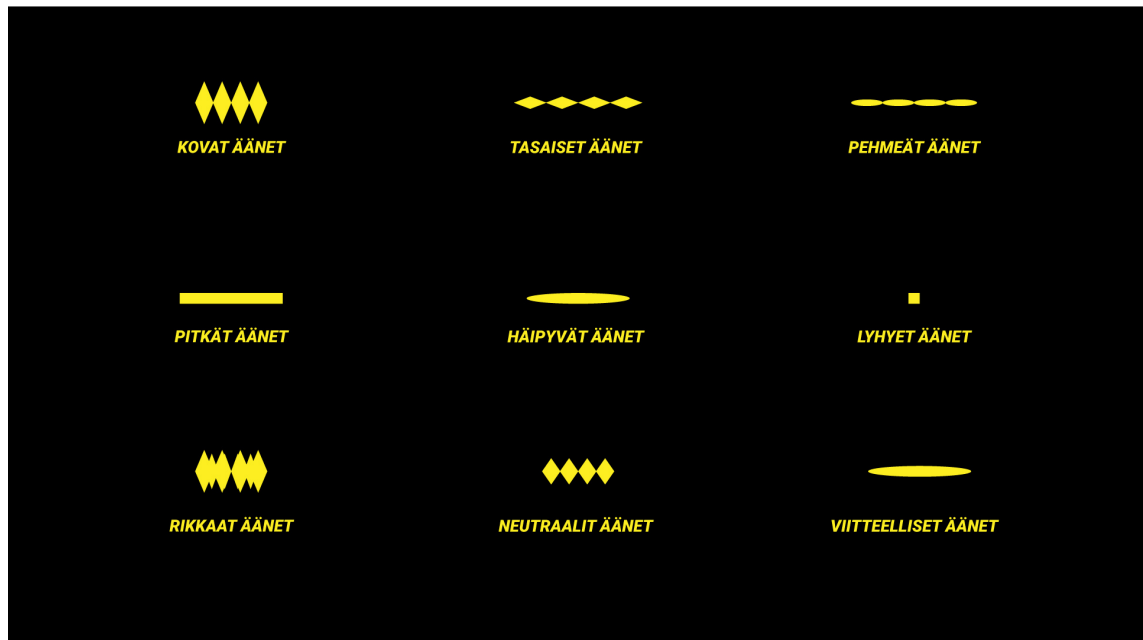 KOVAT ÄÄNET
TASAISET ÄÄNET
PEHMEÄT ÄÄNET
PITKÄT ÄÄNET
HÄIPYVÄT ÄÄNET
LYHYET ÄÄNET
RIKKAAT ÄÄNET
NEUTRAALIT ÄÄNET
VIITTEELLISET ÄÄNET